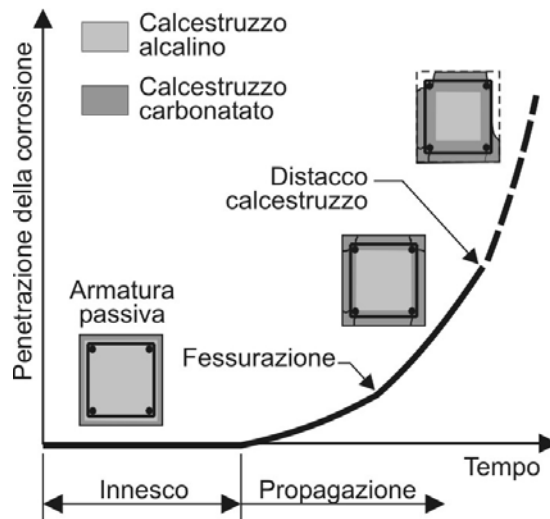 Penetrazione della corrosione
Calcestruzzo
alcalino
Calcestruzzo
carbonatato
Distacco
calcestruzzo
Armatura
passiva
Fessurazione
Tempo
Innesco
Propagazione